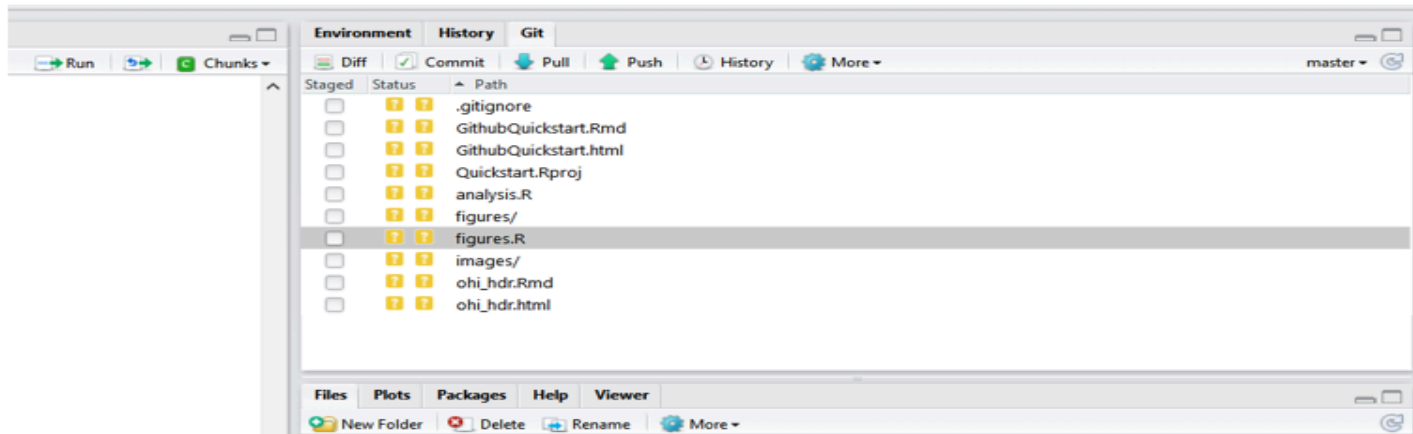 Environment History Git
Run Chunks Diff Commit Pull Push History More master
Staged Status Path
? ? .gitignore
? ? GithubQuickstart.Rmd
? ? GithubQuickstart.html
? ? Quickstart.Rproj
? ? analysis.R
? ? figures/
? ? figures.R
? ? images/
? ? ohi_hdr.Rmd
? ? ohi_hdr.html
Files Plots Packages Help Viewer
New Folder Delete Rename More